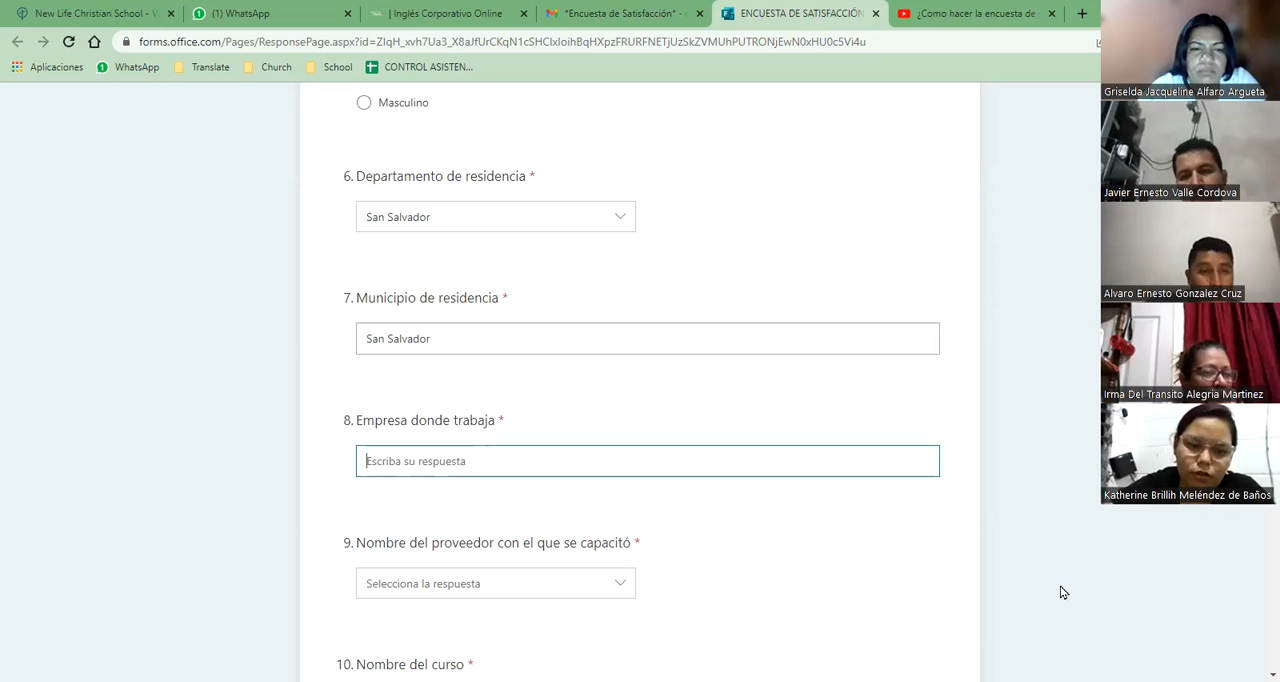 New Life Christian School - V
(1) WhatsApp
| Inglés Corporativo Online
*Encuesta de Satisfacción* -
ENCUESTA DE SATISFACCIÓN
¿Como hacer la encuesta de
forms.office.com/Pages/ResponsePage.aspx?id=ZIqH_xvh7Ua3_X8aJfUrCKqN1cSHCIxIoihBqHXpzFRURFNETjUzSkZVMUhPUTRONjEwN0xHU0c5Vi4u
Aplicaciones
WhatsApp
Translate
Church
School
CONTROL ASISTEN...
Masculino
6. Departamento de residencia *
San Salvador
7. Municipio de residencia *
San Salvador
8. Empresa donde trabaja *
Escriba su respuesta
9. Nombre del proveedor con el que se capacitó *
Selecciona la respuesta
10. Nombre del curso *
Griselda Jacqueline Alfaro Argueta
Javier Ernesto Valle Cordova
Alvaro Ernesto Gonzalez Cruz
Irma Del Transito Alegria Martinez
Katherine Brillih Meléndez de Baños